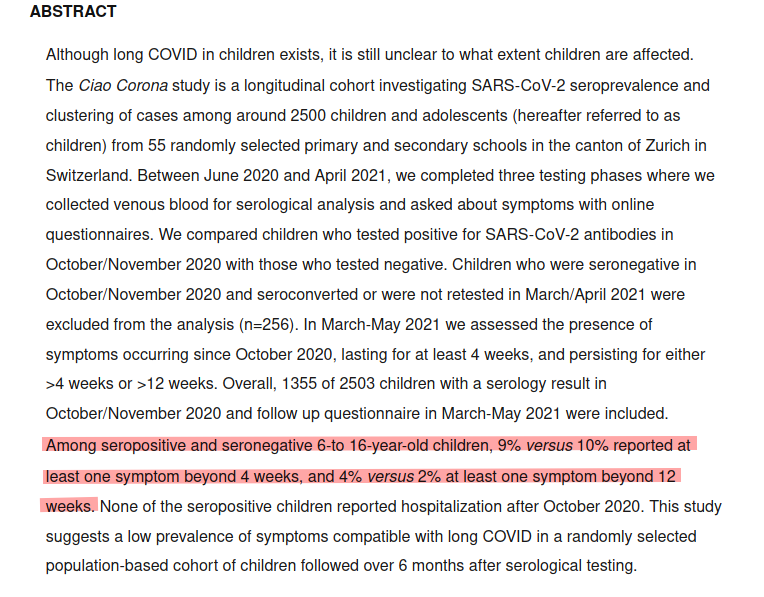 ABSTRACT
Although long COVID in children exists, it is still unclear to what extent children are affected.
The Ciao Corona study is a longitudinal cohort investigating SARS-CoV-2 seroprevalence and
clustering of cases among around 2500 children and adolescents (hereafter referred to as
children) from 55 randomly selected primary and secondary schools in the canton of Zurich in
Switzerland. Between June 2020 and April 2021, we completed three testing phases where we
collected venous blood for serological analysis and asked about symptoms with online
questionnaires. We compared children who tested positive for SARS-CoV-2 antibodies in
October/November 2020 with those who tested negative. Children who were seronegative in
October/November 2020 and seroconverted or were not retested in March/April 2021 were
excluded from the analysis (n=256). In March-May 2021 we assessed the presence of
symptoms occurring since October 2020, lasting for at least 4 weeks, and persisting for either
>4 weeks or >12 weeks. Overall, 1355 of 2503 children with a serology result in
October/November 2020 and follow up questionnaire in March-May 2021 were included.
Among seropositive and seronegative 6-to 16-year-old children, 9% versus 10% reported at
least one symptom beyond 4 weeks, and 4% versus 2% at least one symptom beyond 12
weeks. None of the seropositive children reported hospitalization after October 2020. This study
suggests a low prevalence of symptoms compatible with long COVID in a randomly selected
population-based cohort of children followed over 6 months after serological testing.